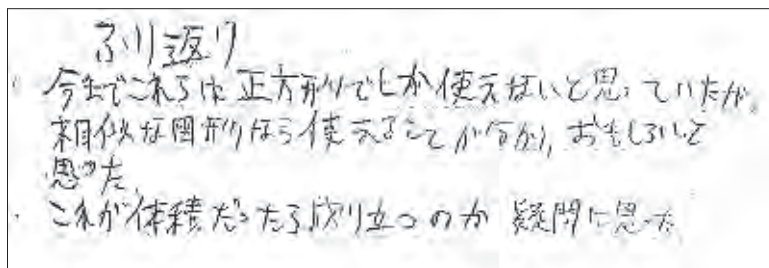 ふり返り
・今までこれらは正方形でしか使えないと思っていたが、
相似な図形なら使えることが分かり、おもしろいと
思った。
・これが体積だったら成り立つのか疑問に思った。